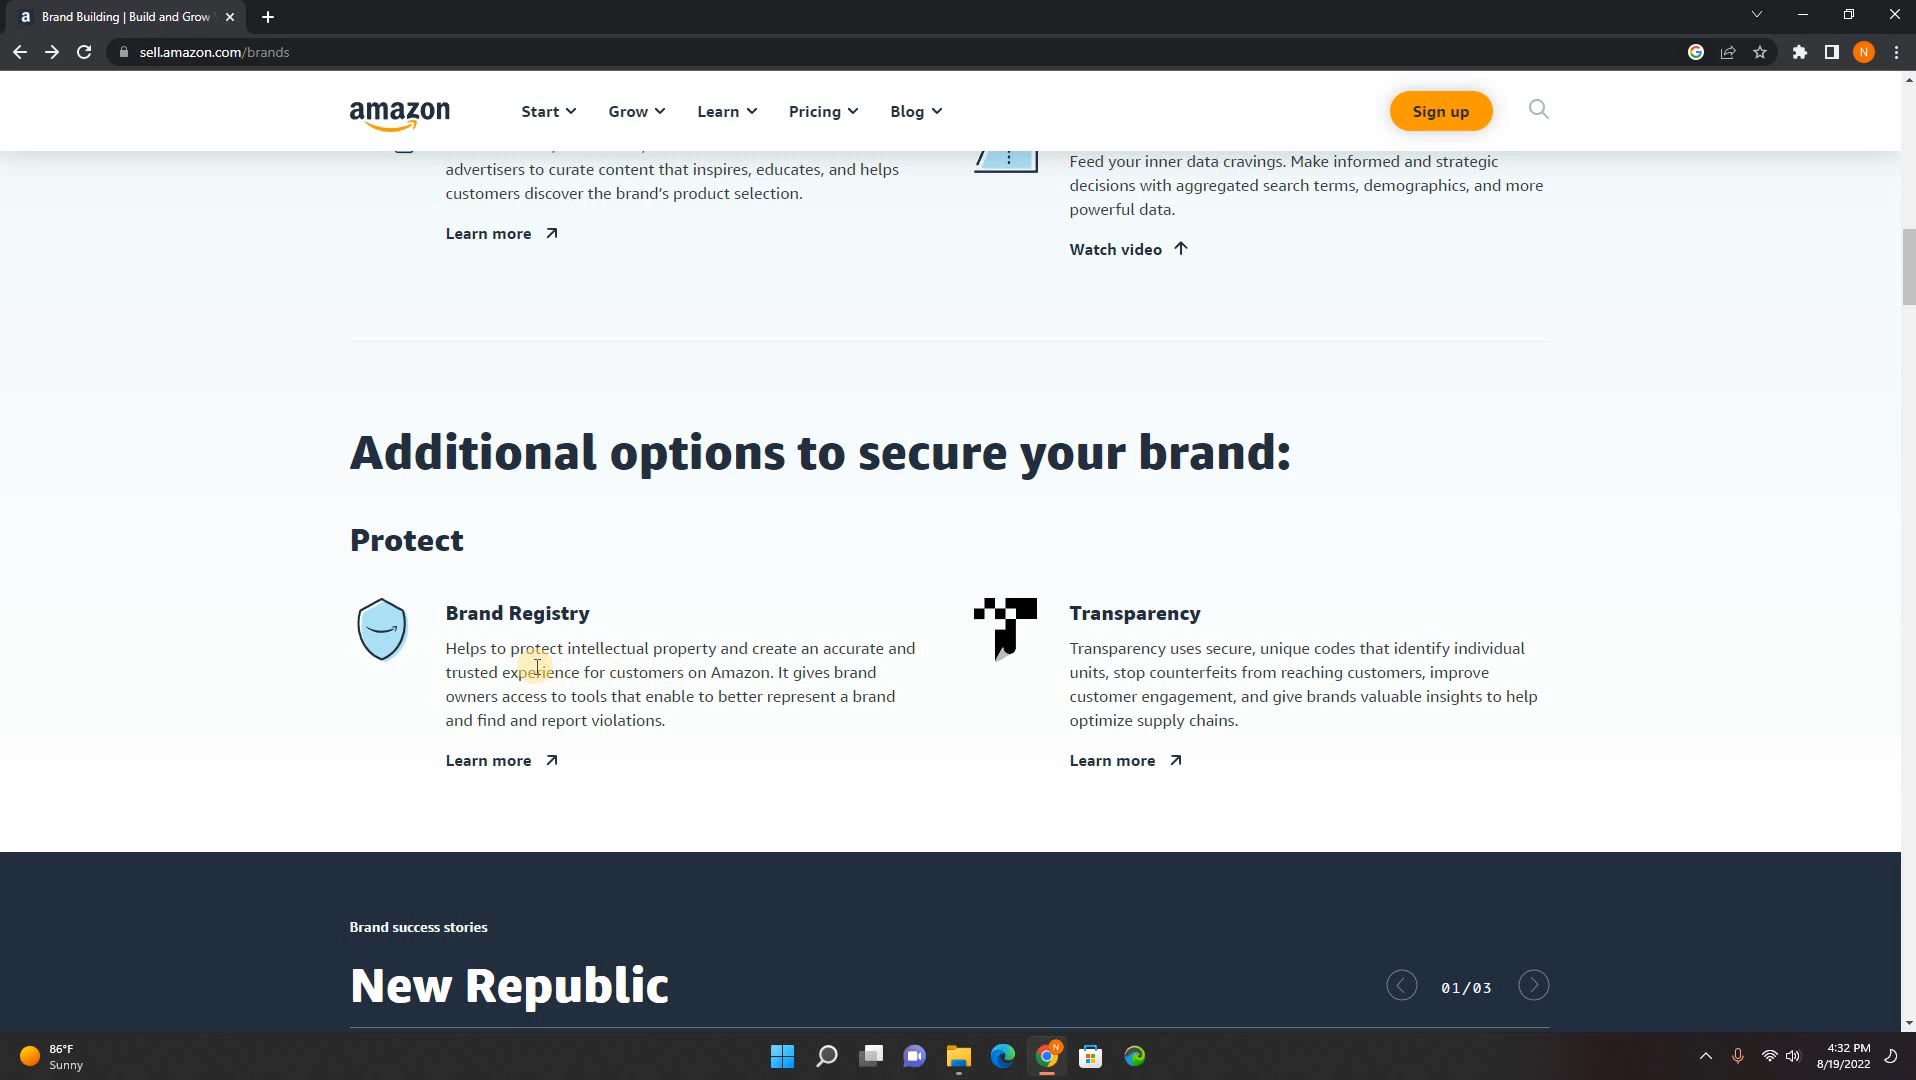 Brand Building | Build and Grow
sell.amazon.com/brands
N
amazon
Start
Grow
Learn
Pricing
Blog
Sign up
advertisers to curate content that inspires, educates, and helps
customers discover the brand’s product selection.
Learn more
Feed your inner data cravings. Make informed and strategic
decisions with aggregated search terms, demographics, and more
powerful data.
Watch video
Additional options to secure your brand:
Protect
Brand Registry
Helps to protect intellectual property and create an accurate and
trusted experience for customers on Amazon. It gives brand
owners access to tools that enable to better represent a brand
and find and report violations.
Learn more
Transparency
Transparency uses secure, unique codes that identify individual
units, stop counterfeits from reaching customers, improve
customer engagement, and give brands valuable insights to help
optimize supply chains.
Learn more
Brand success stories
New Republic
01/03
86°F
Sunny
4:32 PM
8/19/2022